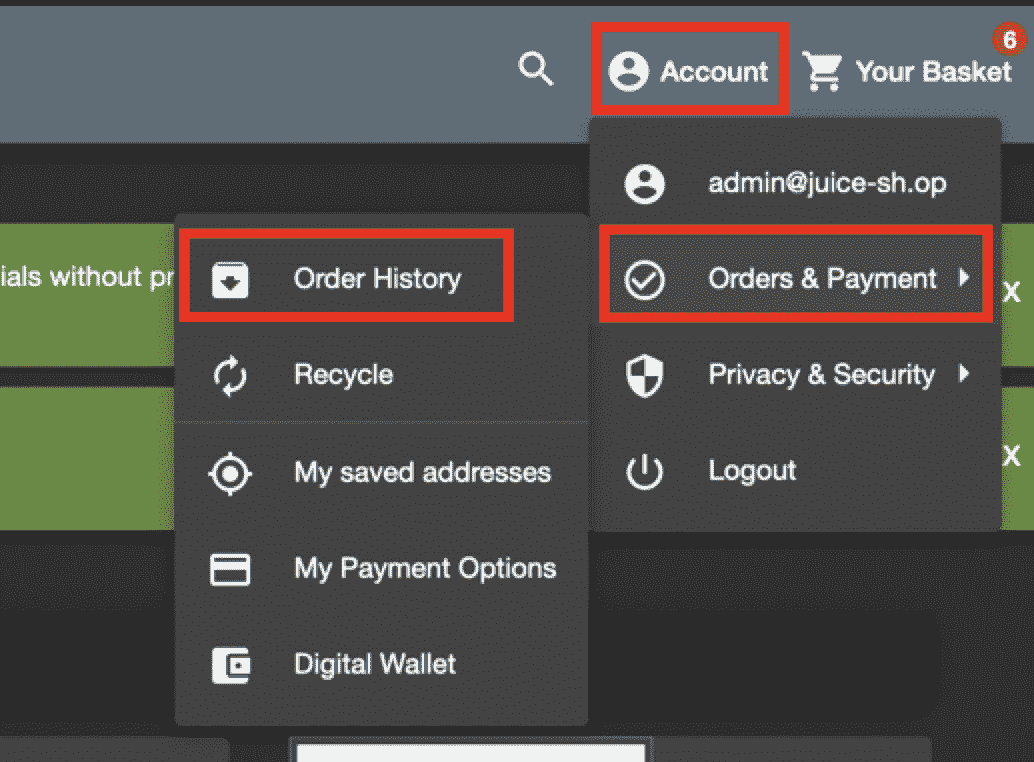 6
Account
Your Basket
admin@juice-sh.op
Orders & Payment
Privacy & Security
Logout
ials without pr
Order History
Recycle
My saved addresses
My Payment Options
Digital Wallet
X
X